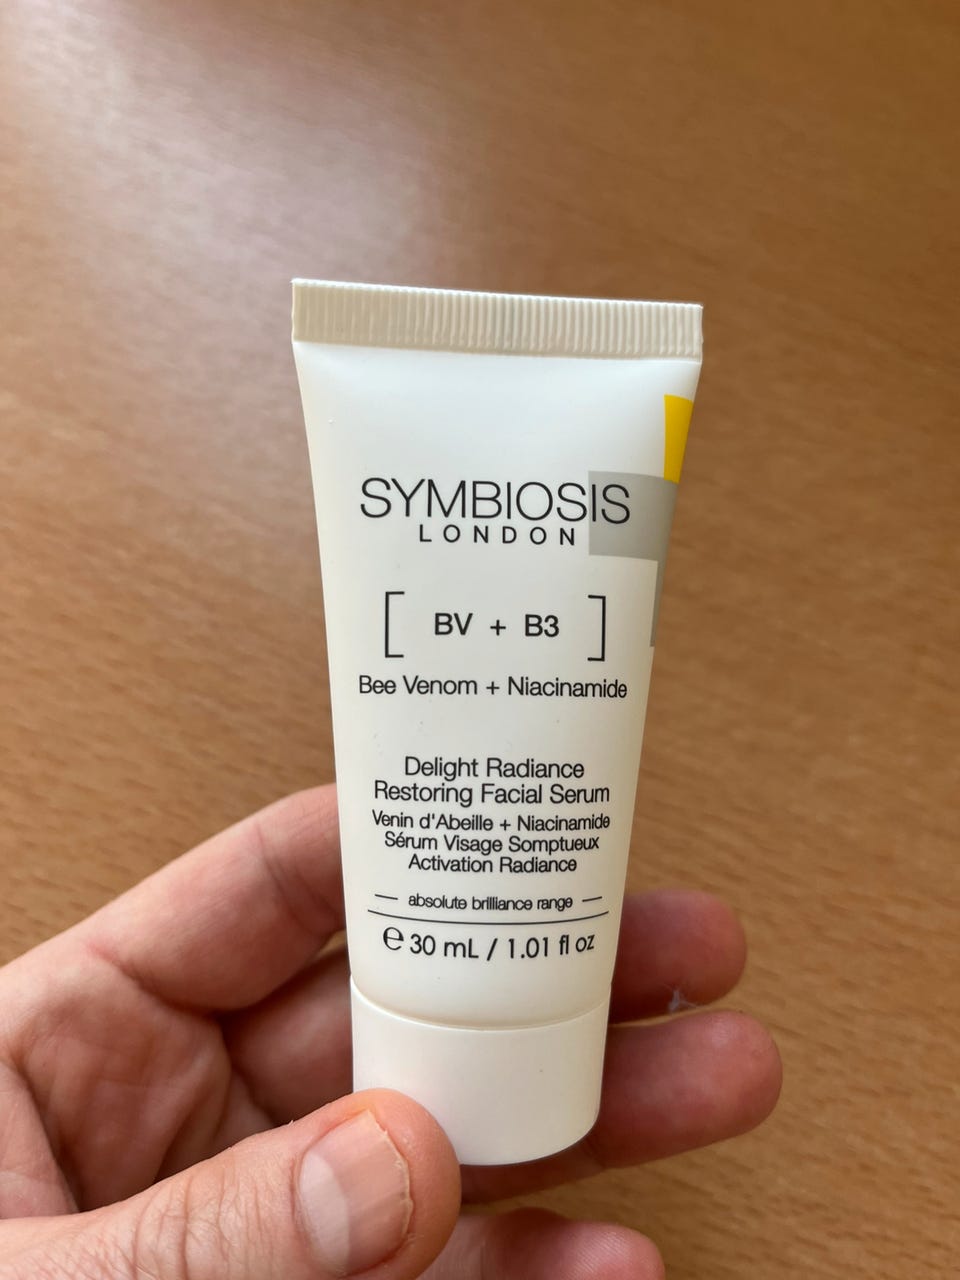 SYMBIOSIS
LONDON
[ BV + B3 ]
Bee Venom + Niacinamide
Delight Radiance
Restoring Facial Serum
Venin d'Abeille + Niacinamide
Sérum Visage Somptueux
Activation Radiance
absolute brilliance range
℮ 30 mL / 1.01 fl oz